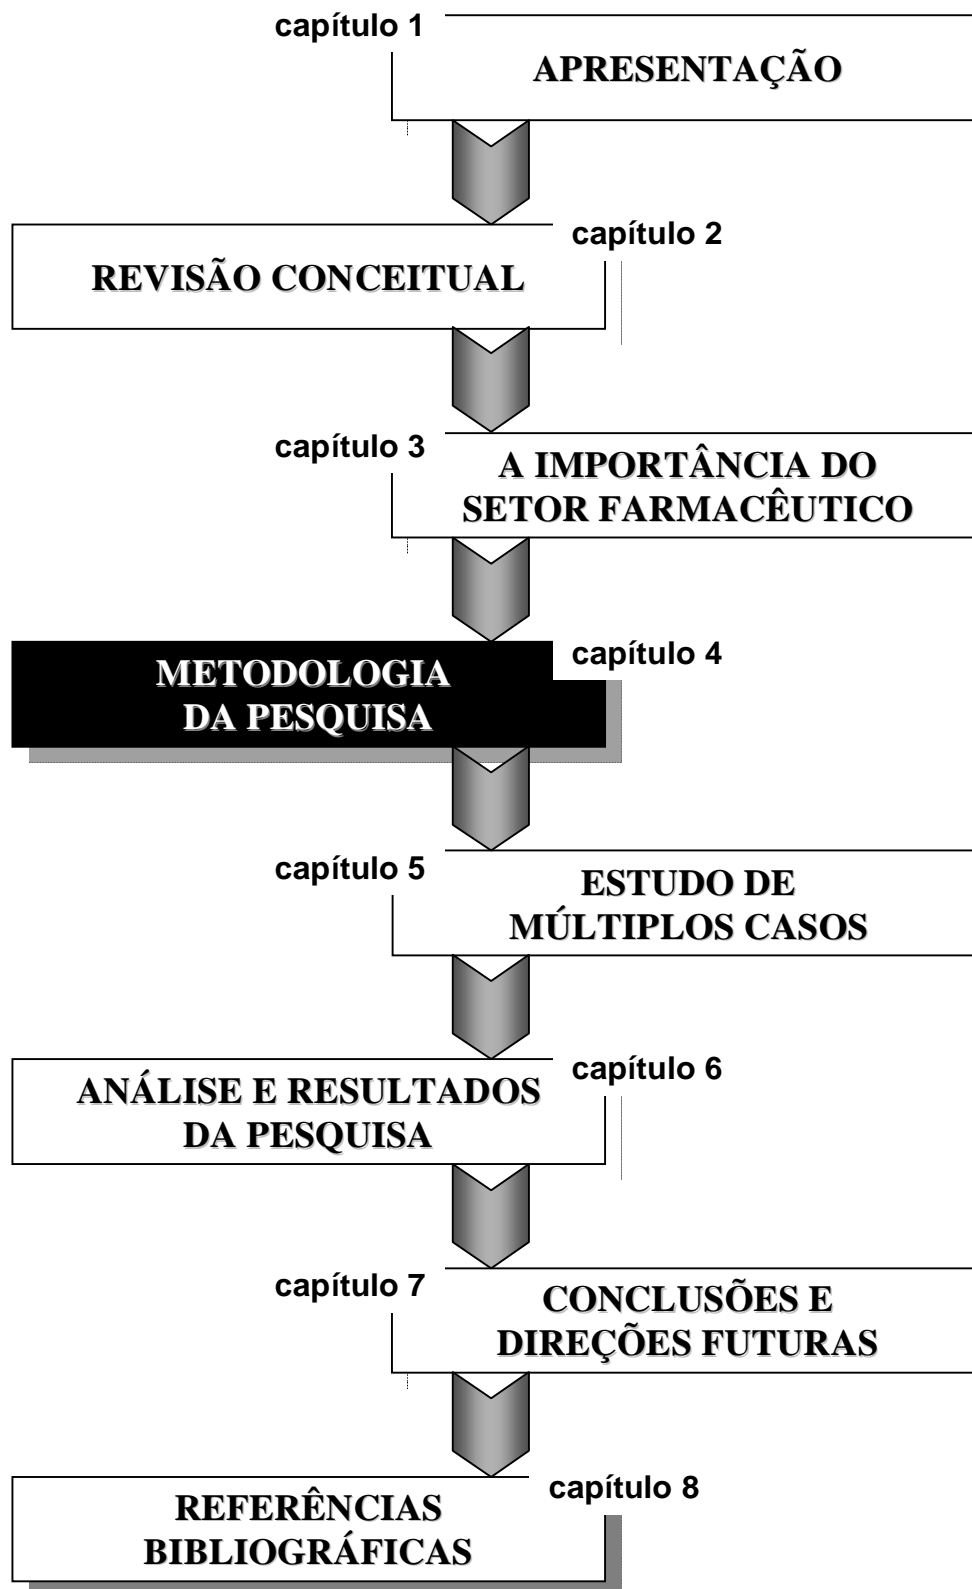 capítulo 1
APRESENTAÇÃO
capítulo 2
REVISÃO CONCEITUAL
capítulo 3
A IMPORTÂNCIA DO
SETOR FARMACÊUTICO
capítulo 4
METODOLOGIA
DA PESQUISA
capítulo 5
ESTUDO DE
MÚLTIPLOS CASOS
capítulo 6
ANÁLISE E RESULTADOS
DA PESQUISA
capítulo 7
CONCLUSÕES E
DIREÇÕES FUTURAS
capítulo 8
REFERÊNCIAS
BIBLIOGRÁFICAS